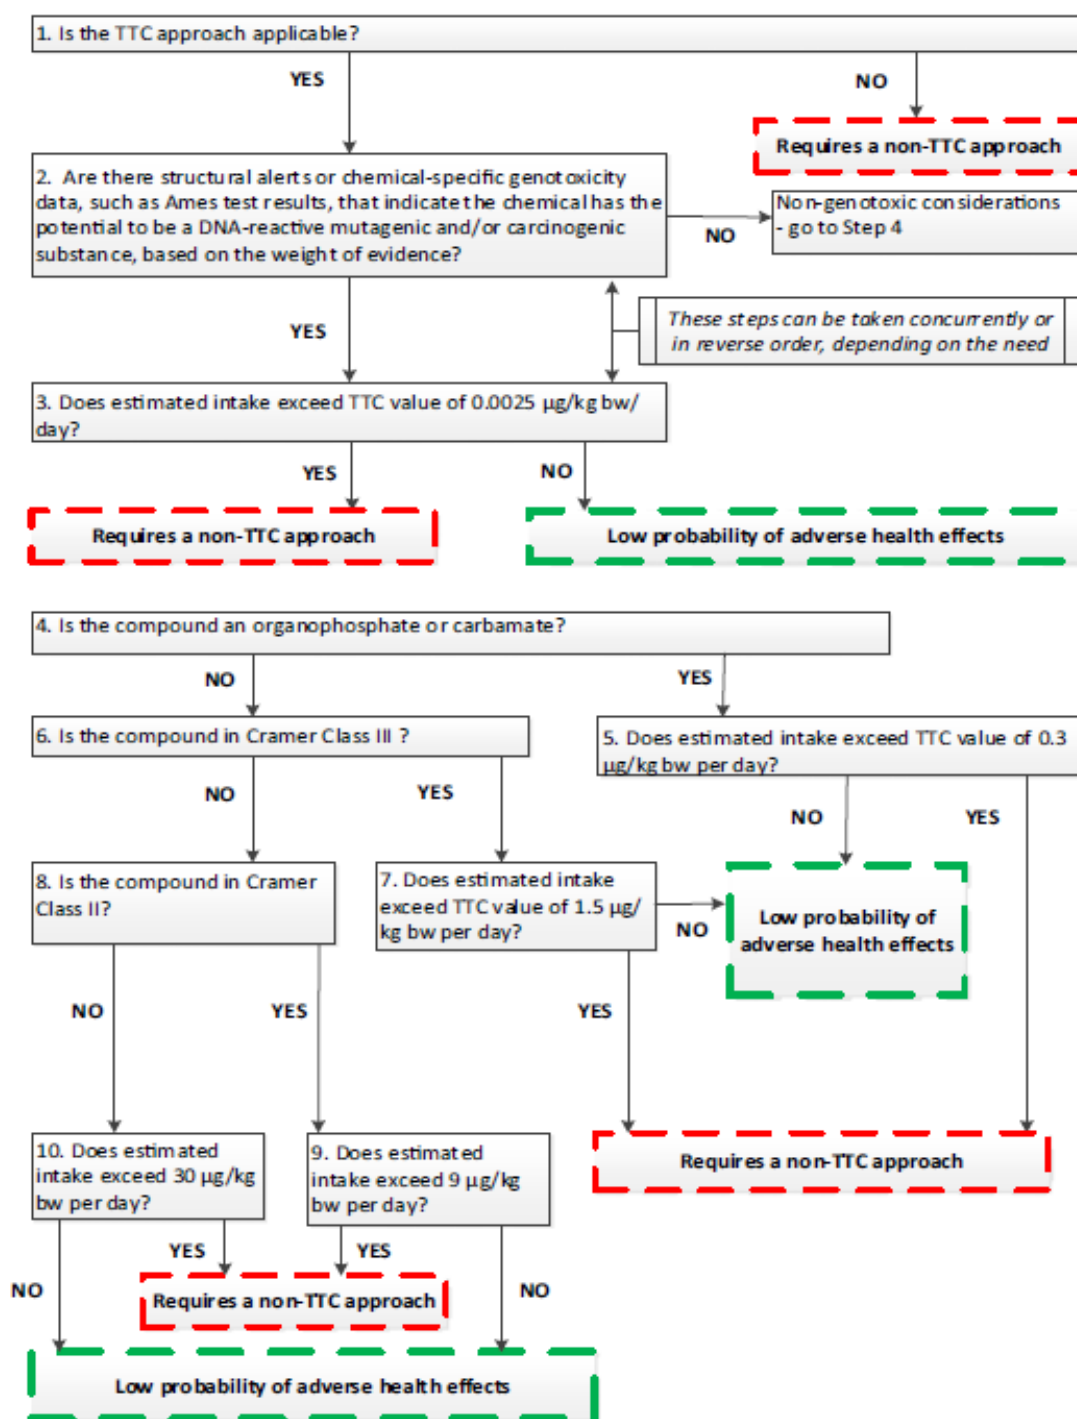 1. Is the TTC approach applicable?
YES
NO
Requires a non-TTC approach
2. Are there structural alerts or chemical-specific genotoxicity
data, such as Ames test results, that indicate the chemical has the
potential to be a DNA-reactive mutagenic and/or carcinogenic
substance, based on the weight of evidence?
NO
Non-genotoxic considerations
- go to Step 4
YES
These steps can be taken concurrently or
in reverse order, depending on the need
3. Does estimated intake exceed TTC value of 0.0025 µg/kg bw/
day?
YES
NO
Requires a non-TTC approach
Low probability of adverse health effects
4. Is the compound an organophosphate or carbamate?
NO
YES
6. Is the compound in Cramer Class III ?
5. Does estimated intake exceed TTC value of 0.3
µg/kg bw per day?
NO
YES
NO
YES
8. Is the compound in Cramer
Class II?
7. Does estimated intake
exceed TTC value of 1.5 µg/
kg bw per day?
NO
Low probability of
adverse health effects
NO
YES
YES
10. Does estimated
intake exceed 30 µg/kg
bw per day?
9. Does estimated
intake exceed 9 µg/kg
bw per day?
Requires a non-TTC approach
YES
YES
NO
NO
Requires a non-TTC approach
Low probability of adverse health effects